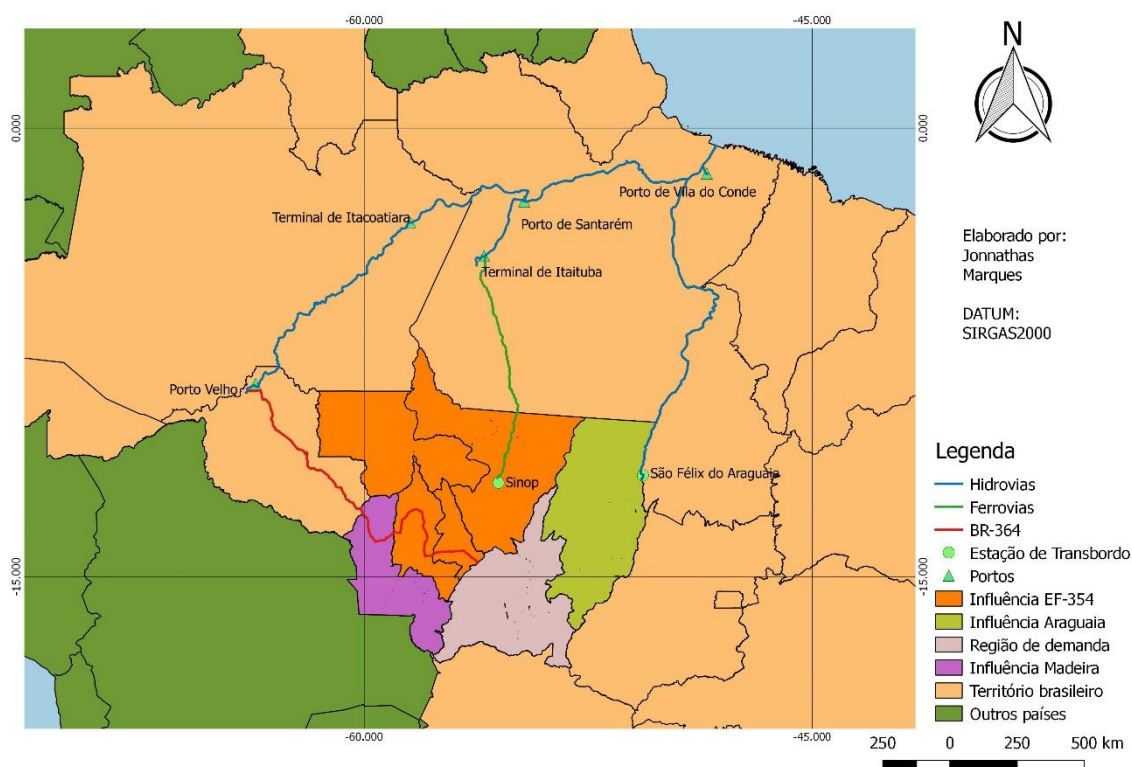 -60.000
-45.000
N
0.000
0.000
Porto de Vila do Conde
Terminal de Itacoatiara
Porto de Santarém
Elaborado por:
Jonnathas
Marques
Terminal de Itaituba
DATUM:
SIRGAS2000
Porto Velho
Legenda
São Félix do Araguaia
Sinop
Hidrovias
Ferrovias
BR-364
Estação de Transbordo
-15.000
-15.000
Portos
Influência EF-354
Influência Araguaia
Região de demanda
Influência Madeira
Território brasileiro
Outros países
-60.000
-45.000
250 0 250 500 km